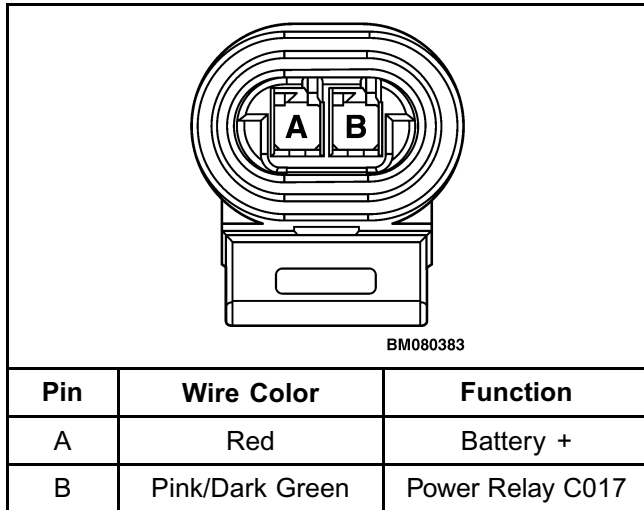 A B
BM080383
Pin Wire Color Function
A Red Battery +
B Pink/Dark Green Power Relay C017